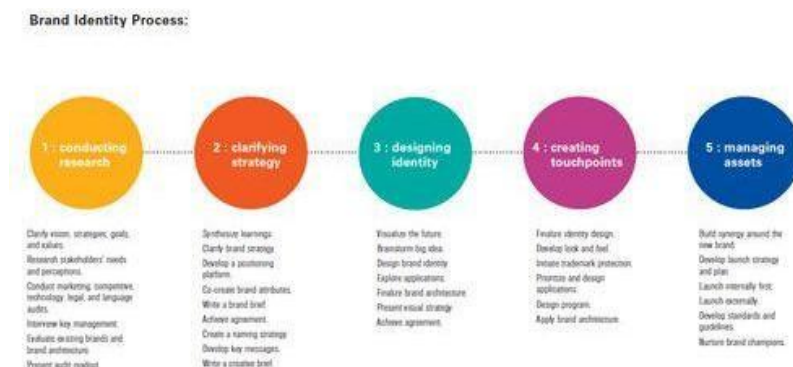 Brand Identity Process:
1 : conducting
research
2 : clarifying
strategy
3 : designing
identity
4 : creating
touchpoints
5 : managing
assets
Clarify vision, strategies, goals,
and values.
Research stakeholders' needs
and perceptions.
Conduct marketing, competitive,
technology, legal, and language
audits.
Interview key management.
Evaluate existing brands and
brand architecture.
Present audit readout.
Synthesize learnings.
Clarify brand strategy.
Develop a positioning
platform.
Co-create brand attributes.
Write a brand brief.
Achieve agreement.
Create a naming strategy.
Develop key messages.
Write a creative brief.
Visualize the future.
Brainstorm big idea.
Design brand identity.
Explore applications.
Finalize brand architecture.
Present visual strategy.
Achieve agreement.
Finalize identity design.
Develop look and feel.
Initiate trademark protection.
Prioritize and design
applications.
Design program.
Apply brand architecture.
Build synergy around the
new brand.
Develop launch strategy
and plan.
Launch internally first.
Launch externally.
Develop standards and
guidelines.
Nurture brand champions.